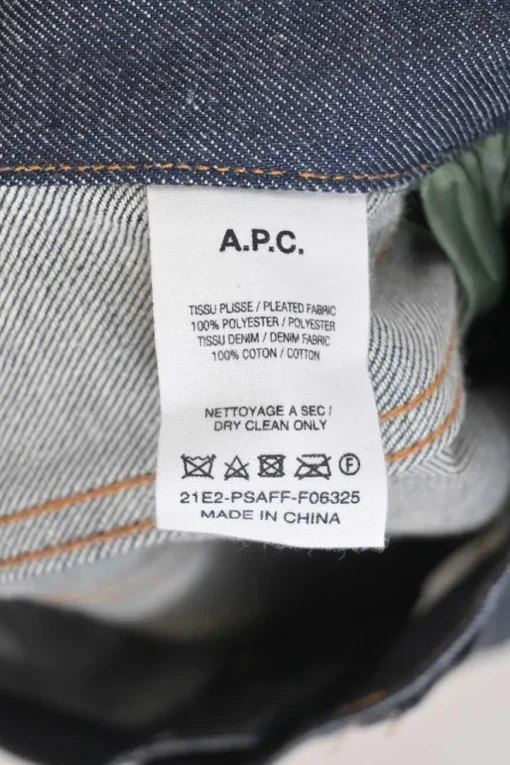 A.P.C.
TISSU PLISSE / PLEATED FABRIC
100% POLYESTER / POLYESTER
TISSU DENIM / DENIM FABRIC
100% COTON / COTTON
NETTOYAGE A SEC /
DRY CLEAN ONLY
F
21E2-PSAFF-F06325
MADE IN CHINA